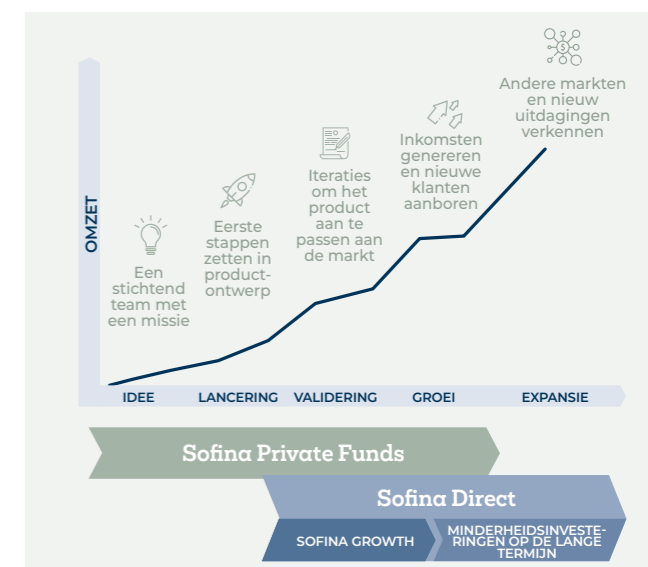 Andere markten
en nieuw
uitdagingen
verkennen
Inkomsten
genereren
en nieuwe
klanten
aanboren
Iteraties
om het
product
aan te
passen aan
de markt
Eerste
stappen
zetten in
product-
ontwerp
Een
stichtend
team met
een missie
OMZET
IDEE
LANCERING
VALIDERING
GROEI
EXPANSIE
Sofina Private Funds
Sofina Direct
SOFINA GROWTH
MINDERHEIDSINVESTE-
RINGEN OP DE LANGE
TERMIJN